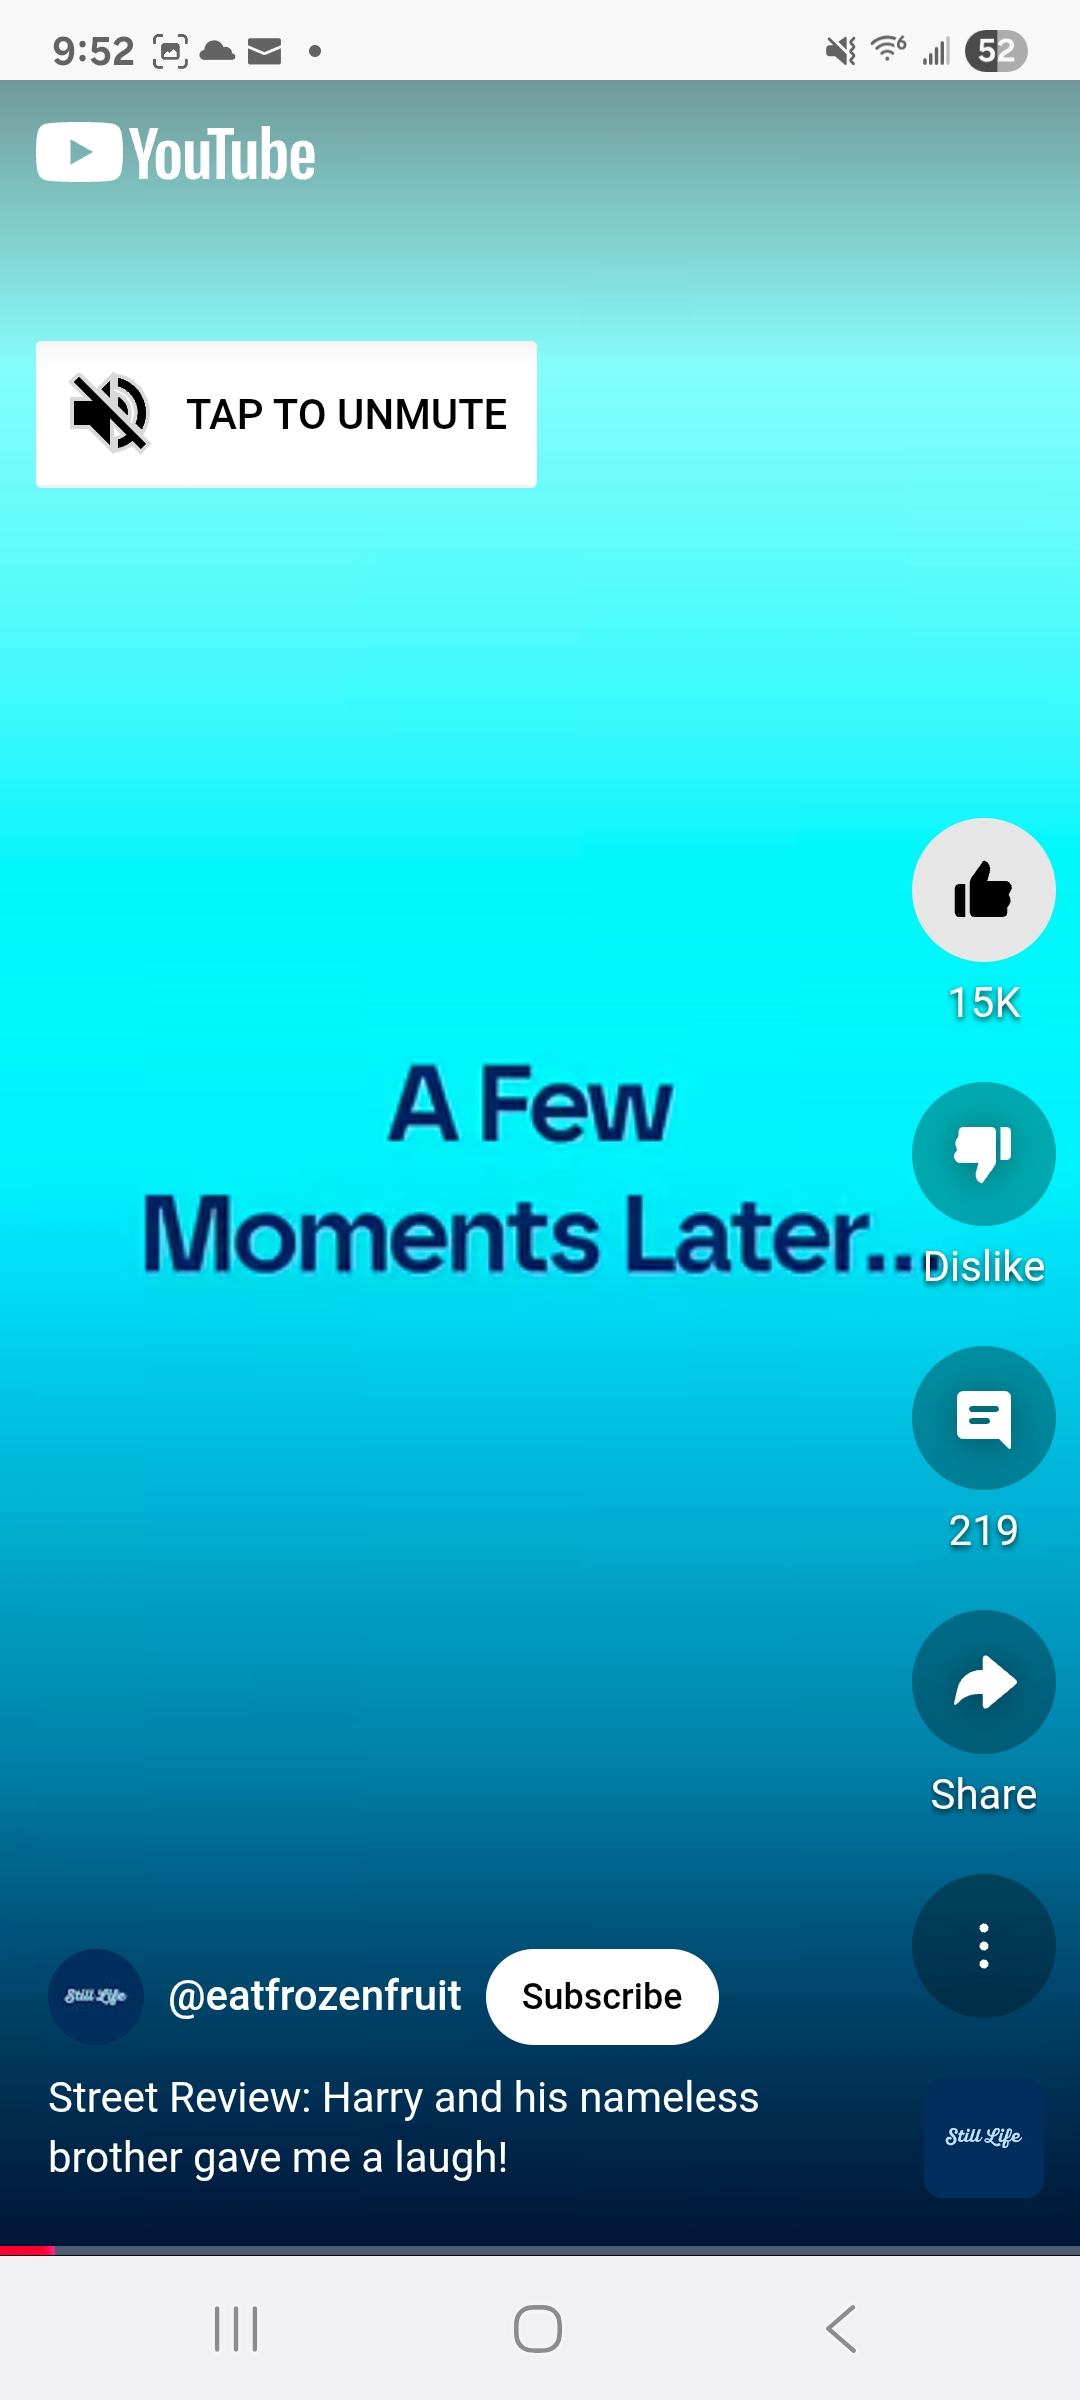 9:52
52
YouTube
TAP TO UNMUTE
15K
A Few
Moments Later...
Dislike
219
Share
Still Life
@eatfrozenfruit
Subscribe
Street Review: Harry and his nameless
brother gave me a laugh!
Still Life